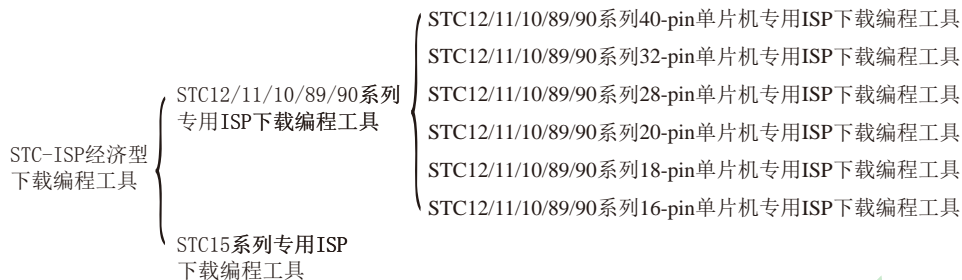 STC-ISP经济型
下载编程工具
STC12/11/10/89/90系列
专用ISP下载编程工具
STC12/11/10/89/90系列40-pin单片机专用ISP下载编程工具
STC12/11/10/89/90系列32-pin单片机专用ISP下载编程工具
STC12/11/10/89/90系列28-pin单片机专用ISP下载编程工具
STC12/11/10/89/90系列20-pin单片机专用ISP下载编程工具
STC12/11/10/89/90系列18-pin单片机专用ISP下载编程工具
STC12/11/10/89/90系列16-pin单片机专用ISP下载编程工具
STC15系列专用ISP
下载编程工具